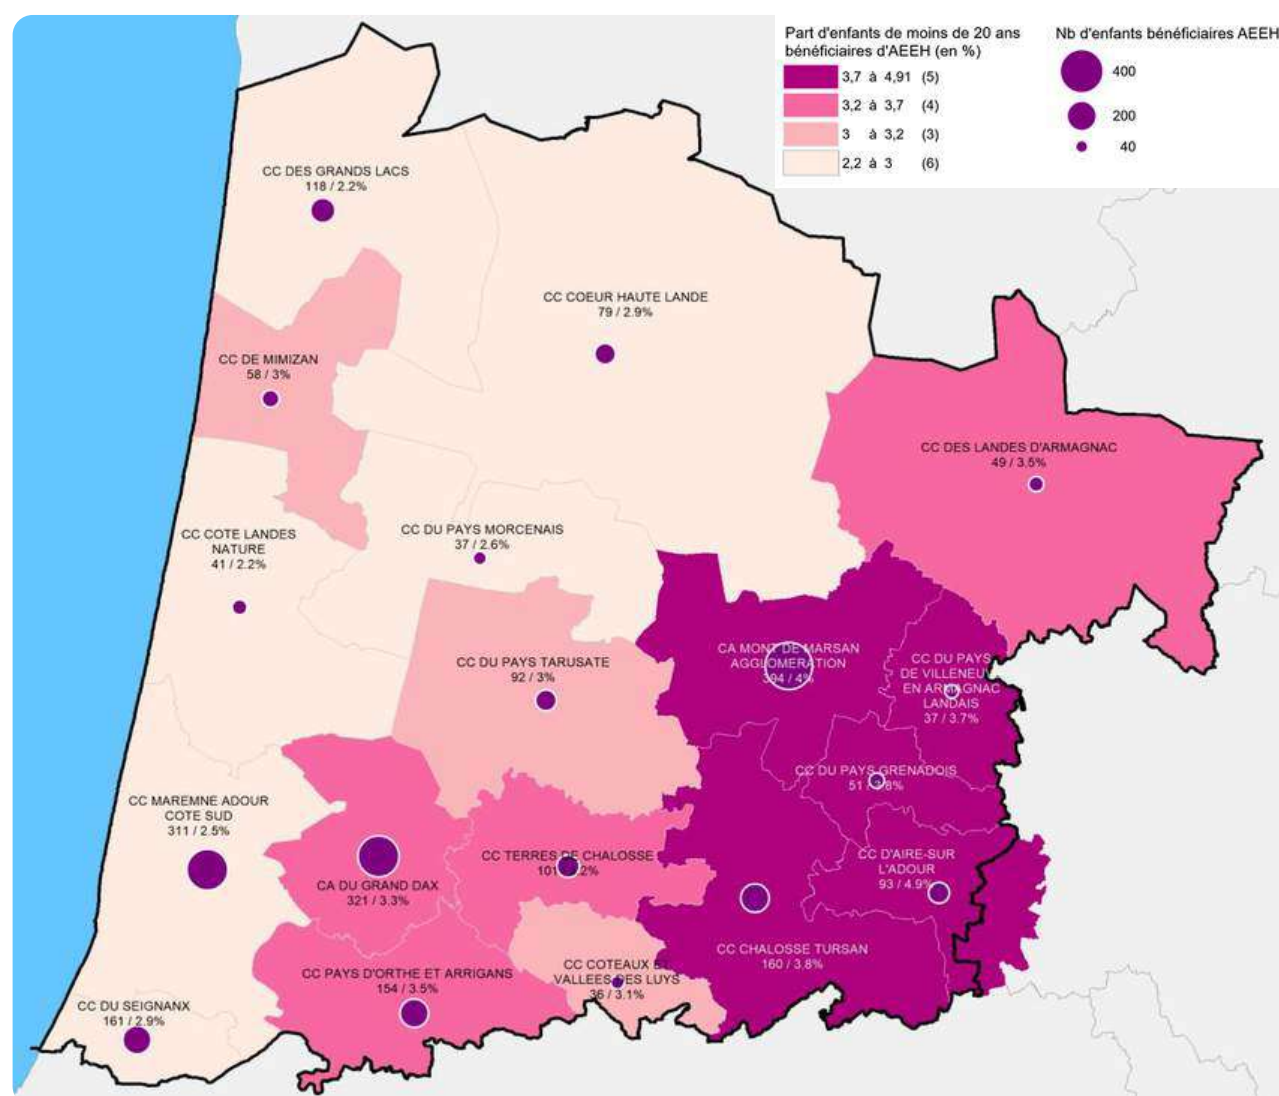 Part d'enfants de moins de 20 ans
bénéficiaires d'AEEH (en %)
3,7 à 4,91 (5)
3,2 à 3,7 (4)
3 à 3,2 (3)
2,2 à 3 (6)
Nb d'enfants bénéficiaires AEEH
400
200
40
CC DES GRANDS LACS
118 / 2.2%
CC COEUR HAUTE LANDE
79 / 2.9%
CC DE MIMIZAN
58 / 3%
CC DES LANDES D'ARMAGNAC
49 / 3.5%
CC COTE LANDES
NATURE
41 / 2.2%
CC DU PAYS MORCENAIS
37 / 2.6%
CC DU PAYS TARUSATE
92 / 3%
CA MONT DE MARSAN
AGGLOMERATION
394 / 4%
CC DU PAYS
DE VILLENEUV
EN ARMAGNAC
LANDAIS
37 / 3.7%
CC DU PAYS GRENADOIS
51 / 3.8%
CC MAREMNE ADOUR
COTE SUD
311 / 2.5%
CA DU GRAND DAX
321 / 3.3%
CC TERRES DE CHALOSSE
CC D'AIRE-SUR
L'ADOUR
93 / 4.9%
CC CHALOSSE TURSAN
160 / 3,8%
CC PAYS D'ORTHE ET ARRIGANS
154 / 3.5%
CC COTEAUX ET
VALLEES DES LUYS
36 / 3.1%
CC DU SEIGNANX
161 / 2.9%